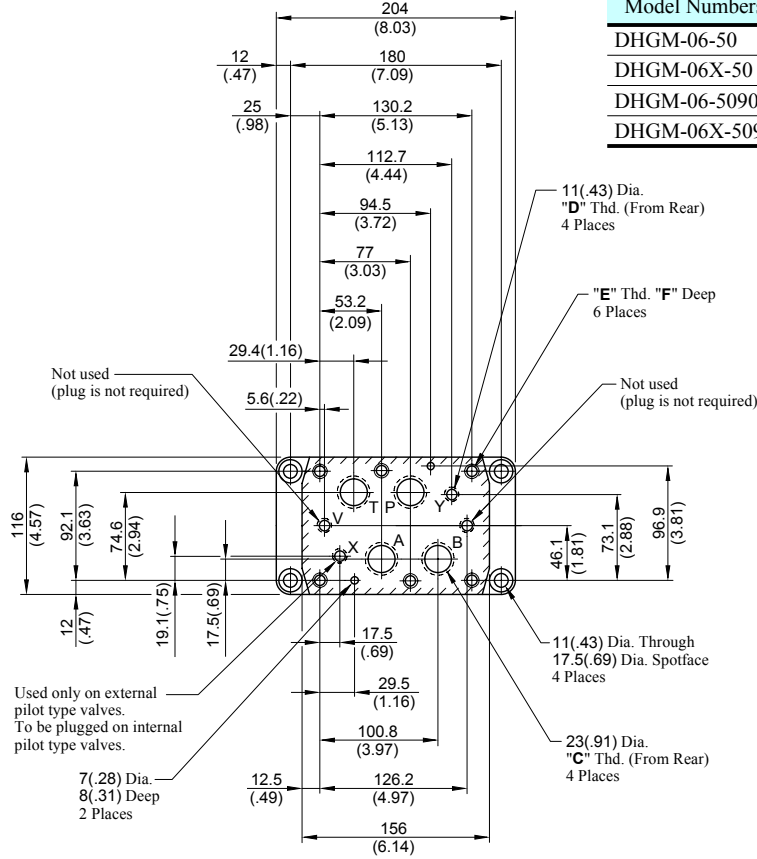 204
(8.03)
Model Numbers
12
(.47)
180
(7.09)
DHGM-06-50
DHGM-06X-50
DHGM-06-5090
25
(.98)
130.2
(5.13)
112.7
(4.44)
94.5
(3.72)
77
(3.03)
53.2
(2.09)
29.4(1.16)
5.6(.22)
11(.43) Dia.
"D" Thd. (From Rear)
4 Places
"E" Thd. "F" Deep
6 Places
Not used
(plug is not required)
Not used
(plug is not required)
T P Y
V
A B
X
116
(4.57)
92.1
(3.63)
74.6
(2.94)
12
(.47)
19.1(.75)
17.5(.69)
46.1
(1.81)
73.1
(2.88)
96.9
(3.81)
17.5
(.69)
29.5
(1.16)
100.8
(3.97)
12.5
(.49)
126.2
(4.97)
156
(6.14)
11(.43) Dia. Through
17.5(.69) Dia. Spotface
4 Places
23(.91) Dia.
"C" Thd. (From Rear)
4 Places
Used only on external
pilot type valves.
To be plugged on internal
pilot type valves.
7(.28) Dia.
8(.31) Deep
2 Places